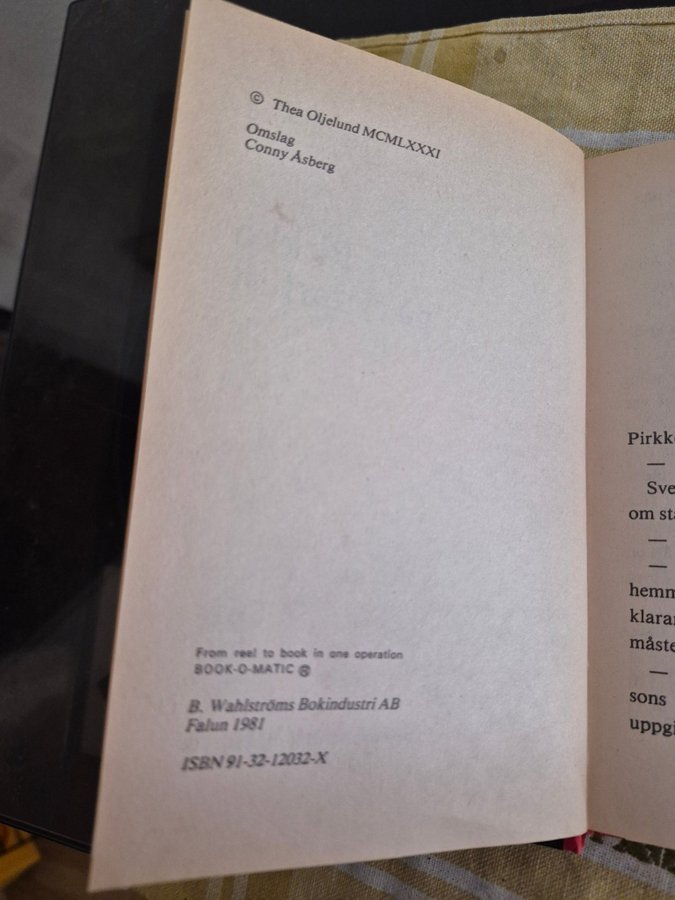 © Thea Oljelund MCMLXXXI
Omslag
Conny Åsberg
From reel to book in one operation
BOOK-O-MATIC ®
B. Wahlströms Bokindustri AB
Falun 1981
ISBN 91-32-12032-X
Pirkk
—
Sve
om sta
—
—
hemm
klarar
måste
—
sons
uppgi